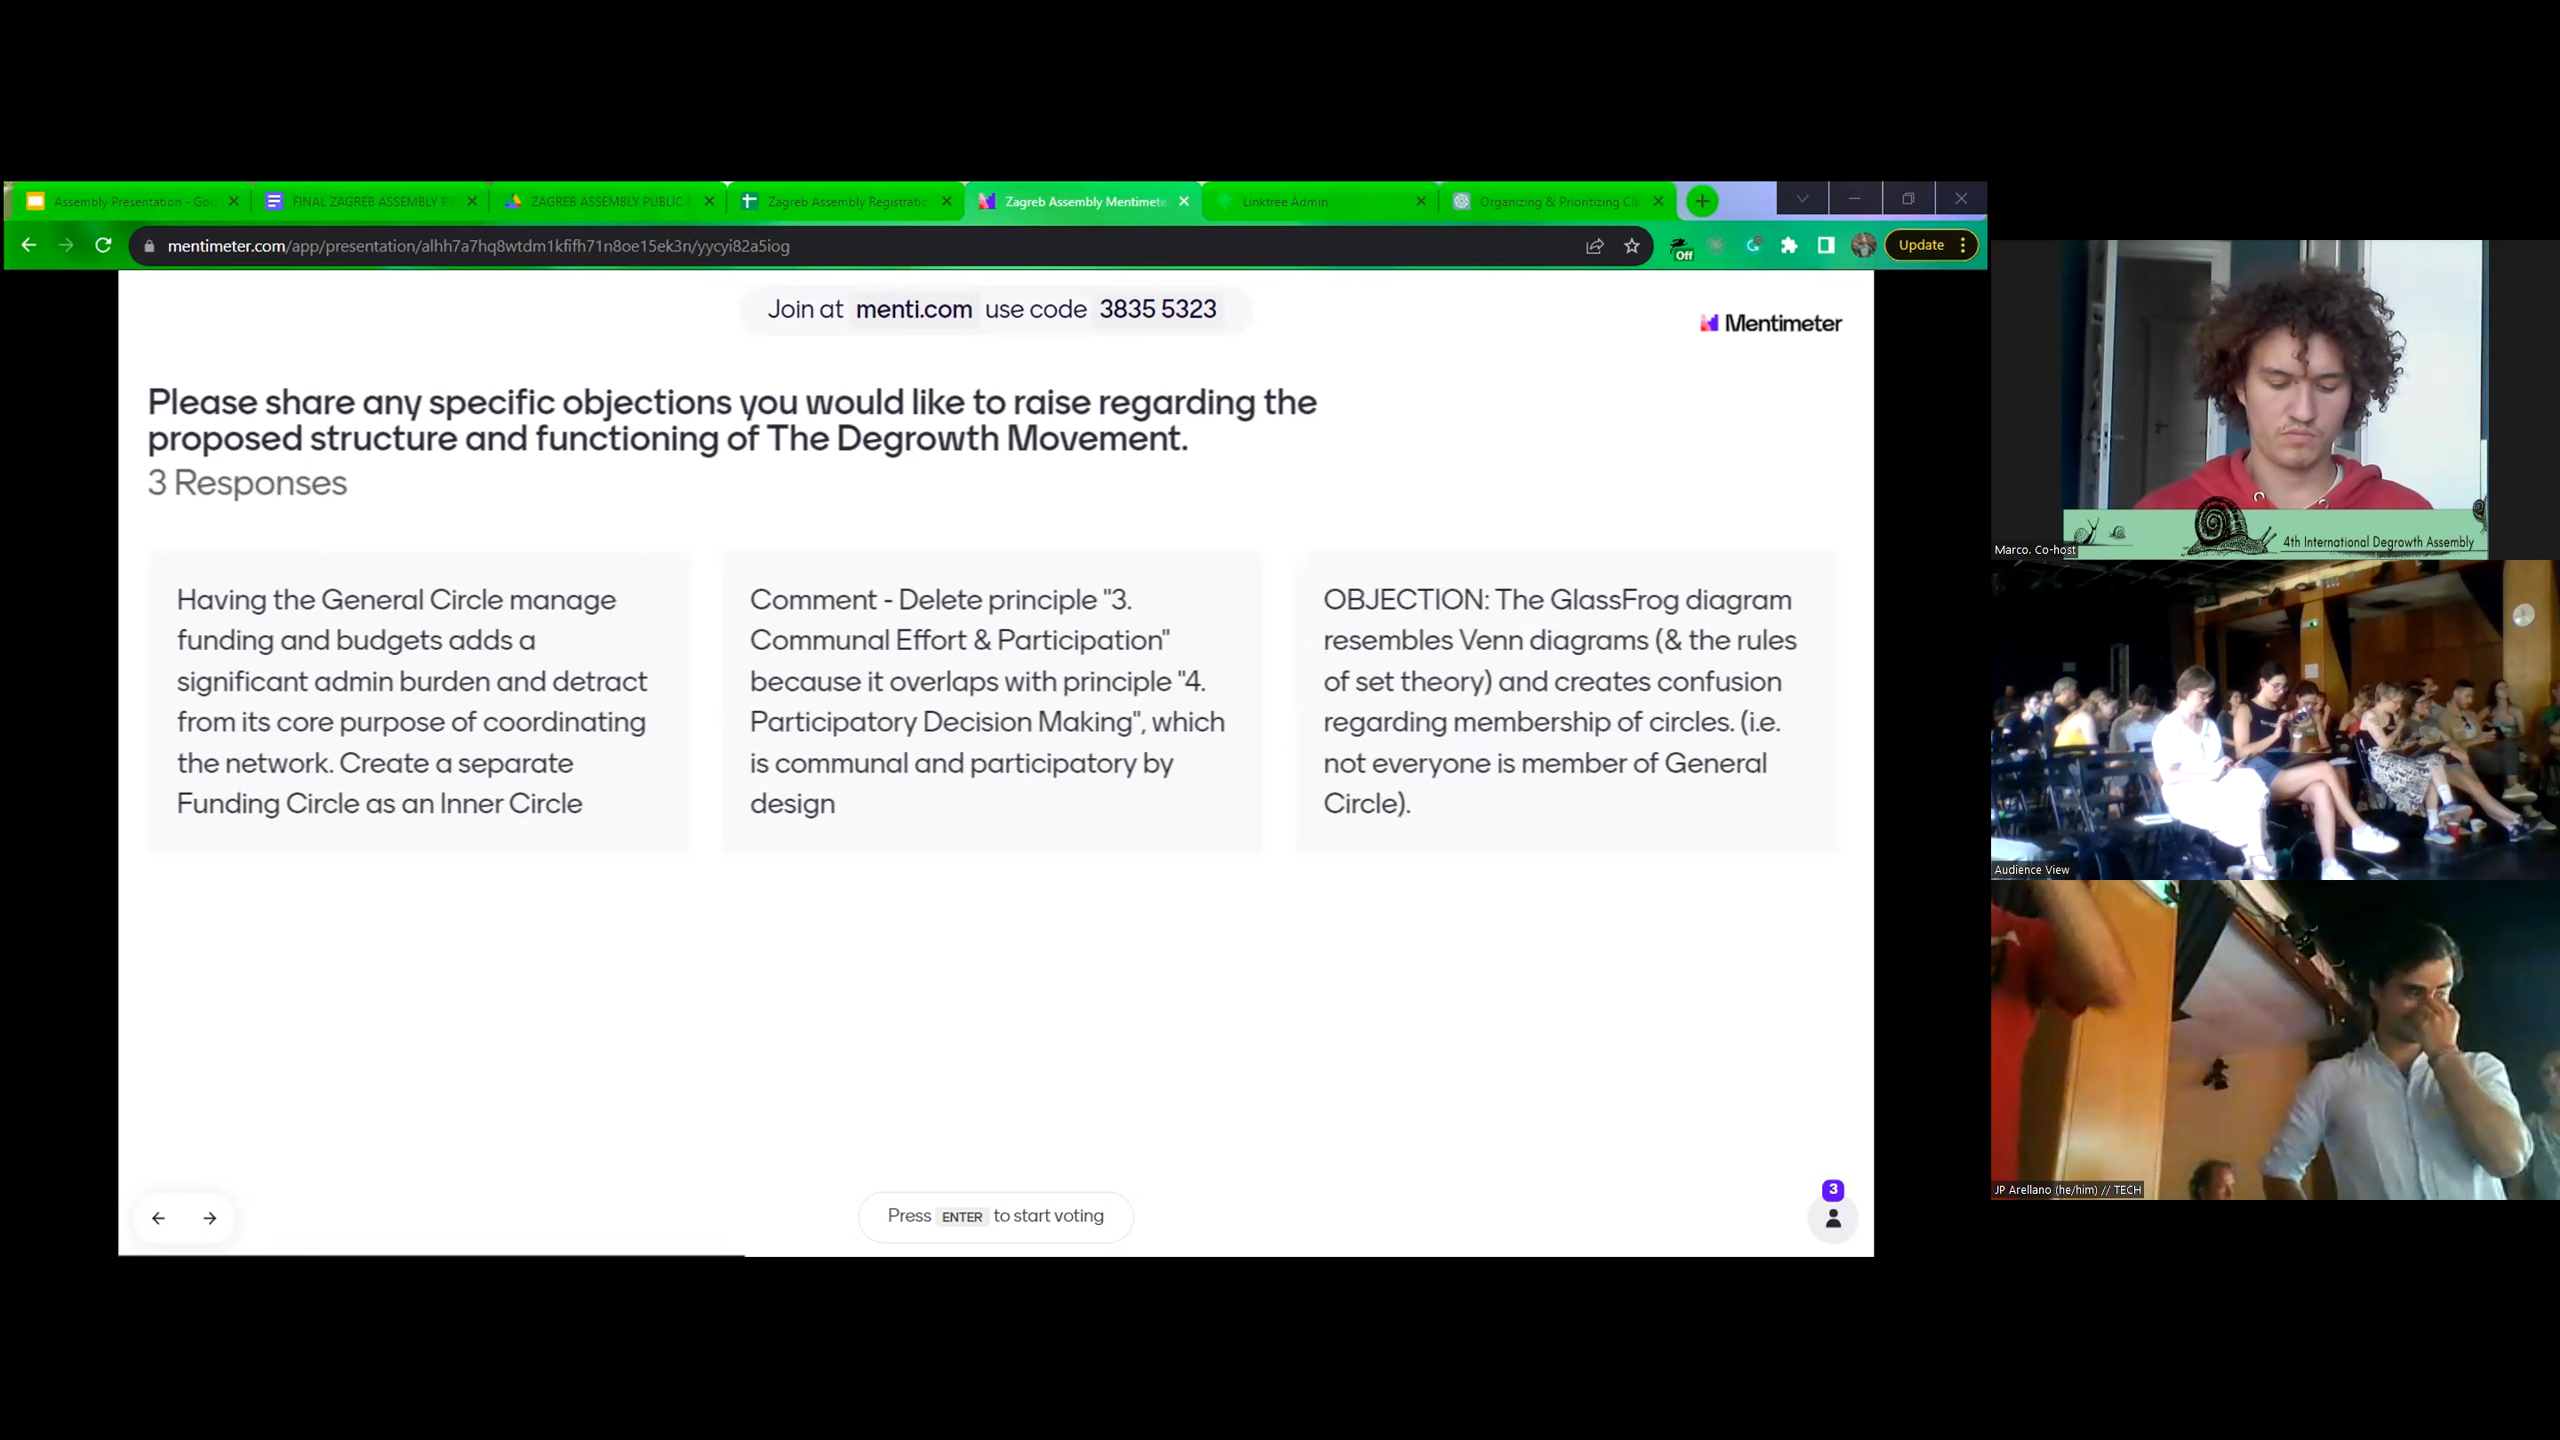 Assembly Presentation - Goo
FINAL ZAGREB ASSEMBLY P
ZAGREB ASSEMBLY PUBLIC
Zagreb Assembly Registratic
Zagreb Assembly Mentimete
Linktree Admin
Organizing & Prioritizing Cle
mentimeter.com/app/presentation/alhh7a7hq8wtdm1kfifh71n8oe15ek3n/yycyi82a5iog
Off
Update
Join at menti.com use code 3835 5323
Mentimeter
Please share any specific objections you would like to raise regarding the
proposed structure and functioning of The Degrowth Movement.
3 Responses
Having the General Circle manage
funding and budgets adds a
significant admin burden and detract
from its core purpose of coordinating
the network. Create a separate
Funding Circle as an Inner Circle
Comment - Delete principle "3.
Communal Effort & Participation"
because it overlaps with principle "4.
Participatory Decision Making", which
is communal and participatory by
design
OBJECTION: The GlassFrog diagram
resembles Venn diagrams (& the rules
of set theory) and creates confusion
regarding membership of circles. (i.e.
not everyone is member of General
Circle).
Press ENTER to start voting
3
4th International Degrowth Assembly
Marco. Co-host
Audience View
JP Arellano (he/him) // TECH